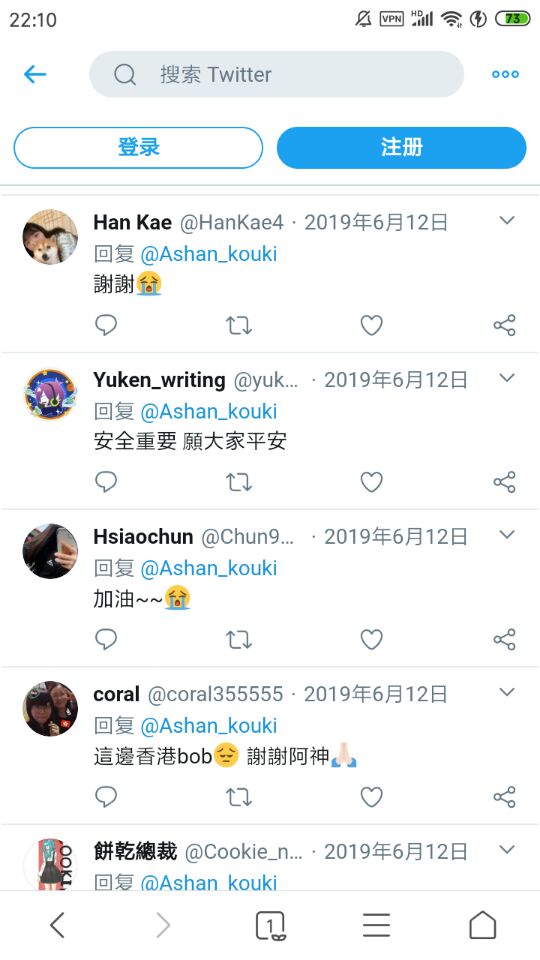 22:10
VPN
HD
73
搜索 Twitter
登录
注册
Han Kae @HanKae4 · 2019年6月12日
回复 @Ashan_kouki
謝謝😭
Yuken_writing @yuk... · 2019年6月12日
回复 @Ashan_kouki
安全重要 願大家平安
Hsiaochun @Chun9... · 2019年6月12日
回复 @Ashan_kouki
加油~~😭
coral @coral355555 · 2019年6月12日
回复 @Ashan_kouki
這邊香港bob😔 謝謝阿神🙏🏻
餅乾總裁 @Cookie_n... · 2019年6月12日
回复 @Ashan_kouki
1